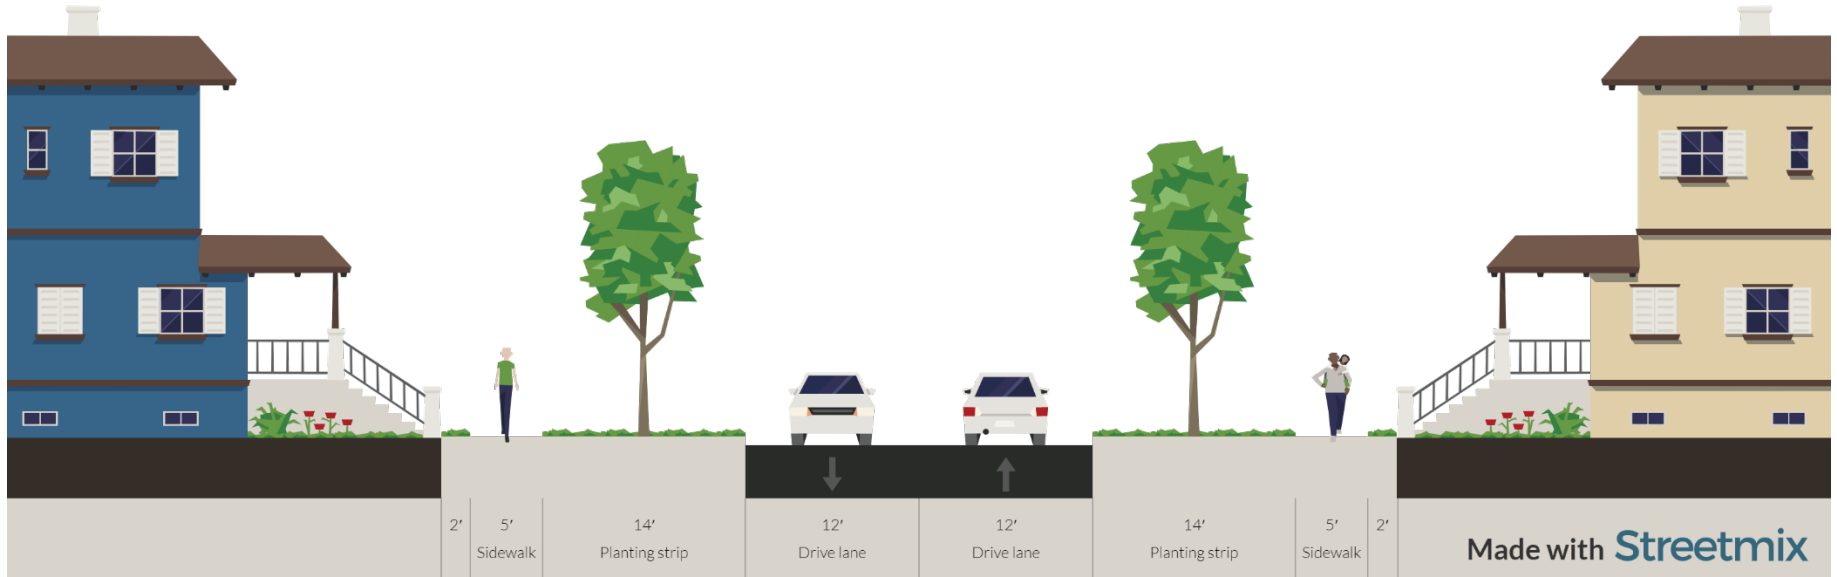 2′ 5′ 14′ 12′ 12′ 14′ 5′ 2′
Sidewalk Planting strip Drive lane Drive lane Planting strip Sidewalk
Made with Streetmix